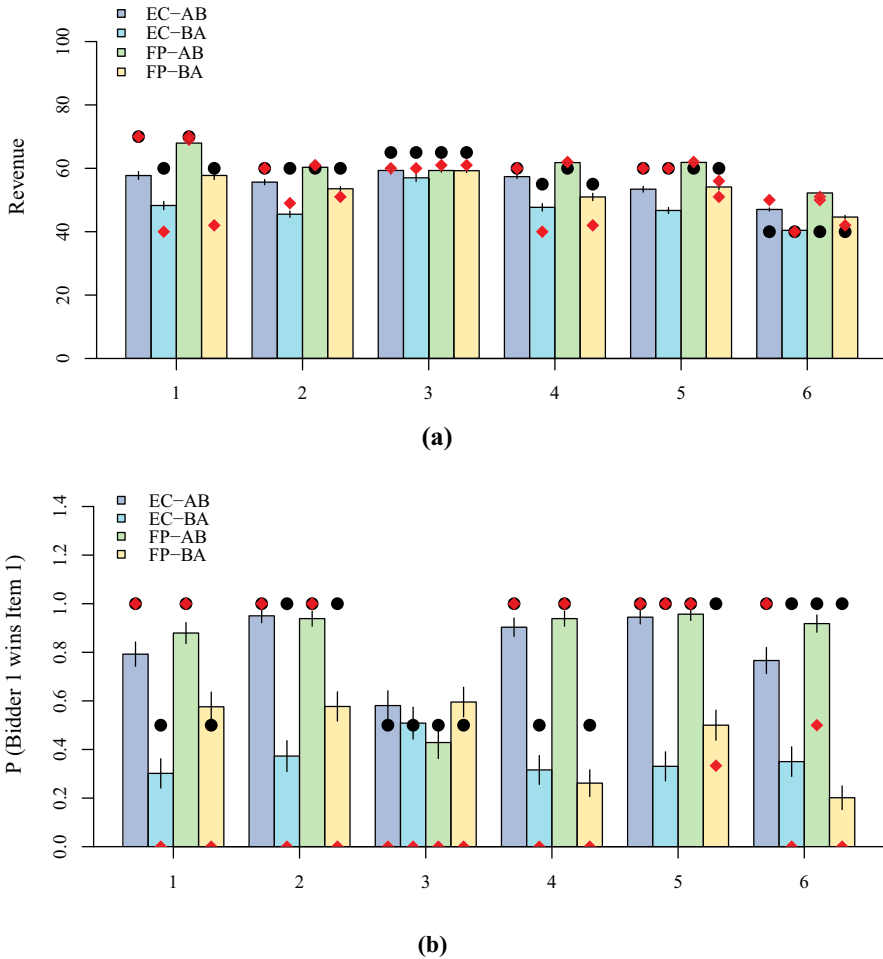 EC−AB
EC−BA
FP−AB
FP−BA
100
80
60
40
20
0
Revenue
1 2 3 4 5 6
(a)
EC−AB
EC−BA
FP−AB
FP−BA
1.4
1.2
1.0
0.8
0.6
0.4
0.2
0.0
P (Bidder 1 wins Item 1)
1 2 3 4 5 6
(b)